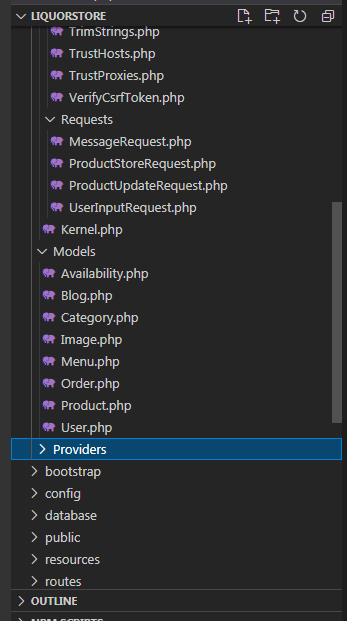 LIQUORSTORE
TrimStrings.php
TrustHosts.php
TrustProxies.php
VerifyCsrfToken.php
Requests
MessageRequest.php
ProductStoreRequest.php
ProductUpdateRequest.php
UserInputRequest.php
Kernel.php
Models
Availability.php
Blog.php
Category.php
Image.php
Menu.php
Order.php
Product.php
User.php
Providers
bootstrap
config
database
public
resources
routes
OUTLINE
NPM SCRIPTS